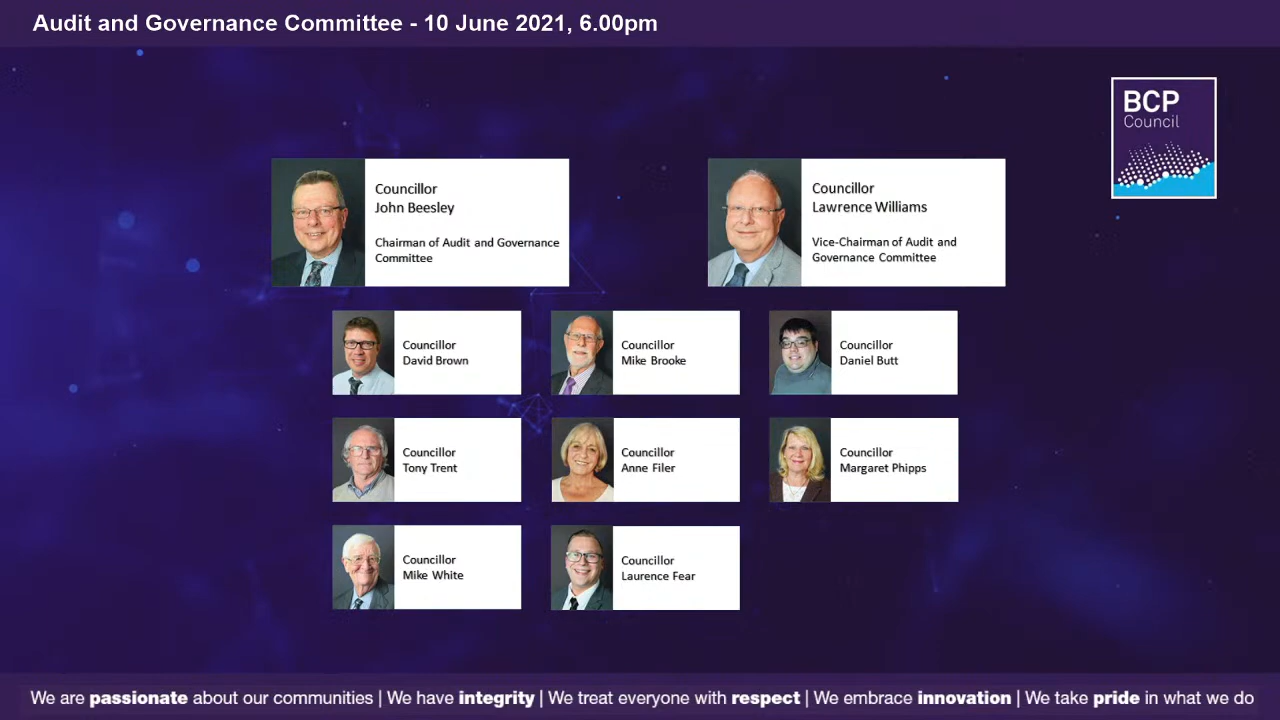 Audit and Governance Committee - 10 June 2021, 6.00pm
BCP
Council
Councillor
John Beesley
Chairman of Audit and Governance
Committee
Councillor
Lawrence Williams
Vice-Chairman of Audit and
Governance Committee
Councillor
David Brown
Councillor
Mike Brooke
Councillor
Daniel Butt
Councillor
Tony Trent
Councillor
Anne Filer
Councillor
Margaret Phipps
Councillor
Mike White
Councillor
Laurence Fear
We are passionate about our communities | We have integrity | We treat everyone with respect | We embrace innovation | We take pride in what we do